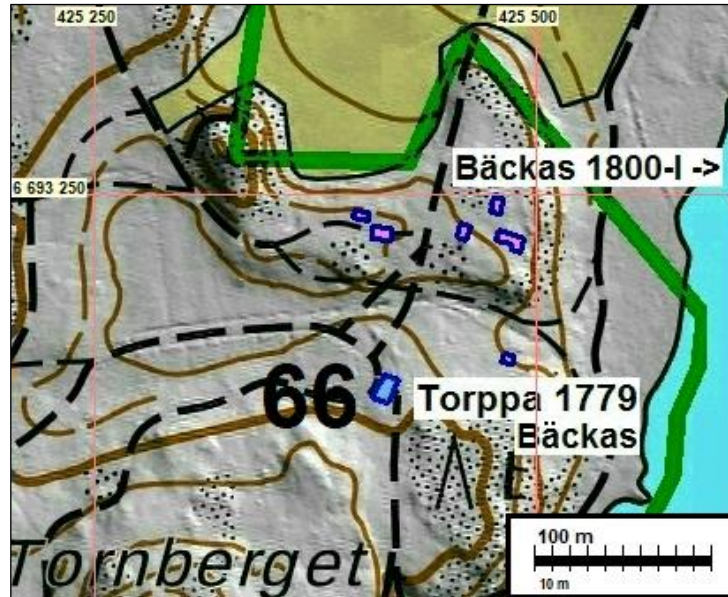 425 250
425 500
Bäckas 1800-l ->
6 693 250
66
Torppa 1779
Bäckas
Tornberget
100 m
10 m